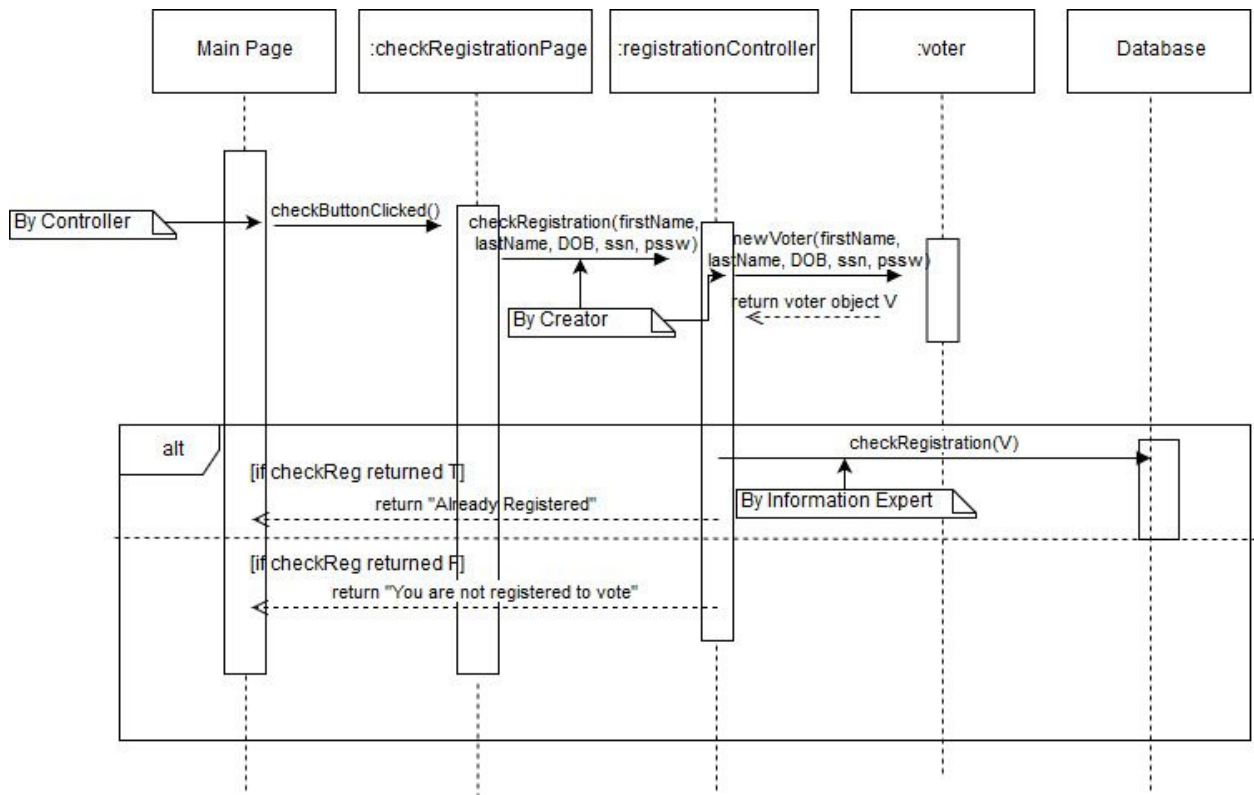 Main Page
:checkRegistrationPage
:registrationController
:voter
Database
By Controller
checkButtonClicked()
checkRegistration(firstName,
lastName, DOB, ssn, pssw)
newVoter(firstName,
lastName, DOB, ssn, pssw)
return voter object V
By Creator
alt
checkRegistration(V)
[if checkReg returned T]
return "Already Registered"
By Information Expert
[if checkReg returned F]
return "You are not registered to vote"